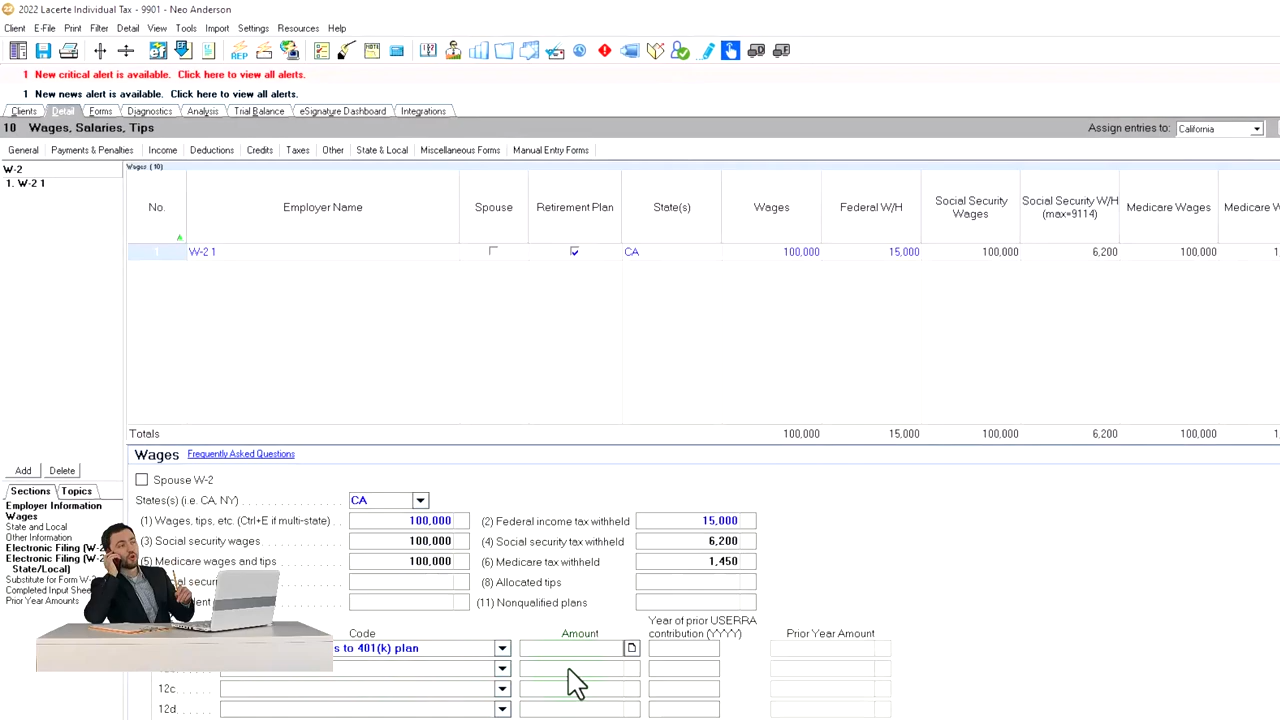 2022 Lacerte Individual Tax - 9901 - Neo Anderson
Client E-File Print Filter Detail View Tools Import Settings Resources Help
1 New critical alert is available. Click here to view all alerts.
1 New news alert is available. Click here to view all alerts.
Clients Detail Forms Diagnostics Analysis Trial Balance eSignature Dashboard Integrations
10 Wages, Salaries, Tips Assign entries to: California
General Payments & Penalties Income Deductions Credits Taxes Other State & Local Miscellaneous Forms Manual Entry Forms
W-2 Wages (10)
1. W-2 1
No. Employer Name Spouse Retirement Plan State(s) Wages Federal W/H Social Security Wages Social Security W/H (max=9114) Medicare Wages Medicare W
1 W-2 1 CA 100,000 15,000 100,000 6,200 100,000 1
Totals 100,000 15,000 100,000 6,200 100,000 1
Wages Frequently Asked Questions
Add Delete
Spouse W-2
Sections Topics
States(s) (i.e. CA, NY) CA
Employer Information
Wages
State and Local
Other Information
Electronic Filing (W-2
Electronic Filing (W-2
State/Local)
Substitute for Form W-2
Completed Input Shee
Prior Year Amounts
(1) Wages, tips, etc. (Ctrl+E if multi-state) 100,000 (2) Federal income tax withheld 15,000
(3) Social security wages 100,000 (4) Social security tax withheld 6,200
(5) Medicare wages and tips 100,000 (6) Medicare tax withheld 1,450
(8) Allocated tips
(11) Nonqualified plans
Code Amount Year of prior USERRA contribution (YYYY) Prior Year Amount
s to 401(k) plan
12c
12d